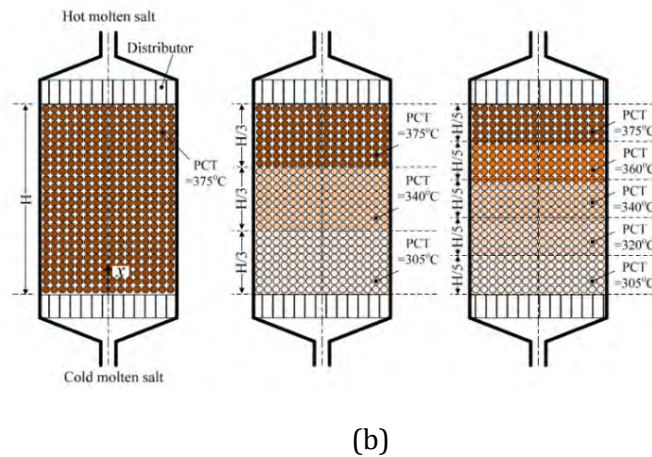 Hot molten salt
Distributor
PCT
=375°C
H
X
Cold molten salt
H/3
H/3
H/3
PCT
=375°C
PCT
=340°C
PCT
=305°C
H/5
H/5
H/5
H/5
H/5
PCT
=375°C
PCT
=360°C
PCT
=340°C
PCT
=320°C
PCT
=305°C
(b)